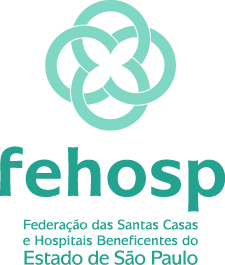 fehosp
Federação das Santas Casas
e Hospitais Beneficentes do
Estado de São Paulo